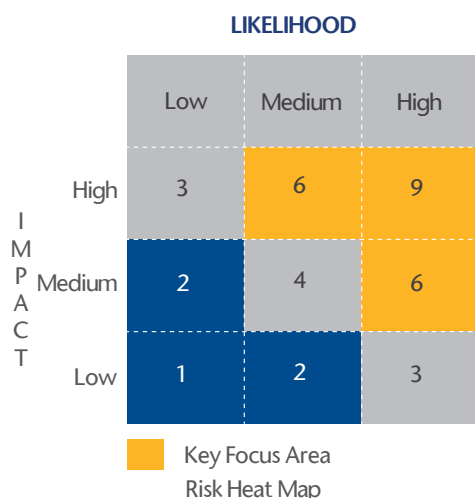 LIKELIHOOD
Low Medium High
High 3 6 9
IMPACT
Medium 2 4 6
Low 1 2 3
Key Focus Area
Risk Heat Map